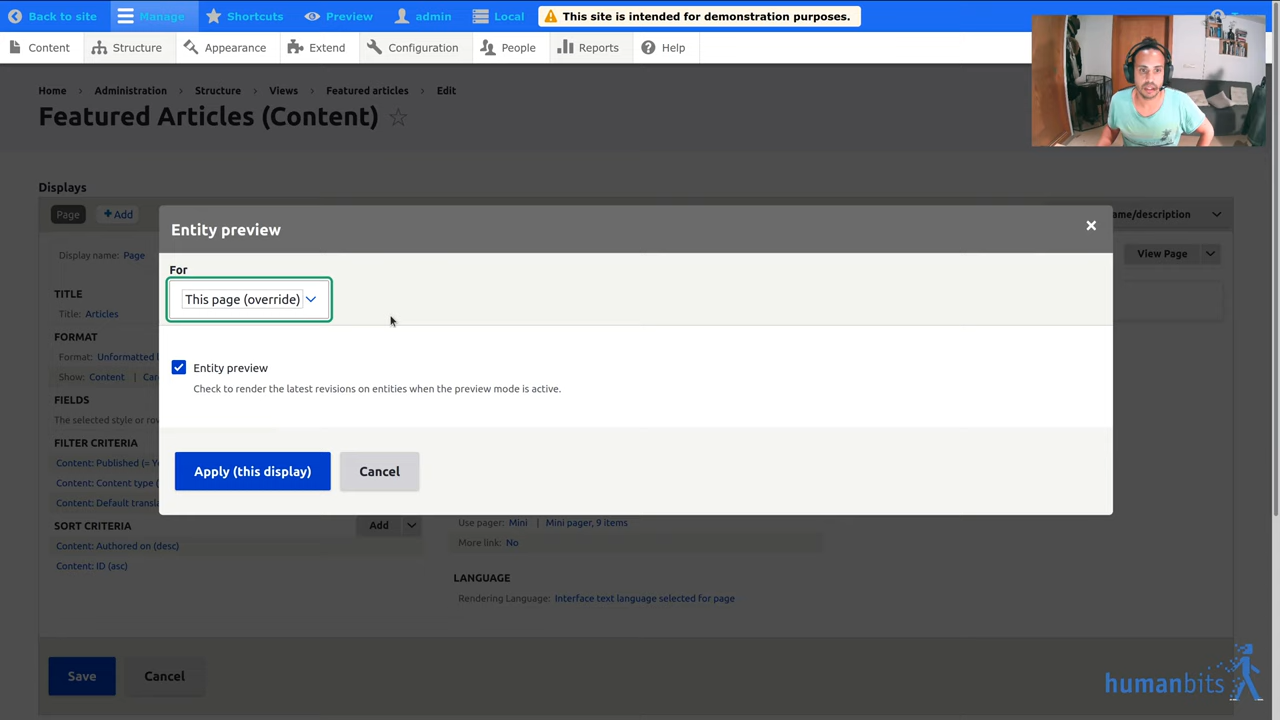 Back to site Manage Shortcuts Preview admin Local This site is intended for demonstration purposes.
Content Structure Appearance Extend Configuration People Reports Help
Home › Administration › Structure › Views › Featured articles › Edit
Featured Articles (Content)
Displays
Page + Add
Display name: Page
View Page
TITLE
Title: Articles
FORMAT
Format: Unformatted
Show: Content |
FIELDS
The selected style or
FILTER CRITERIA
Content: Published (=
Content: Content type (
Content: Default
SORT CRITERIA
Add
Content: Authored on (desc)
Content: ID (asc)
Entity preview
For
This page (override)
Entity preview
Check to render the latest revisions on entities when the preview mode is active.
Apply (this display) Cancel
Use pager: Mini | Mini pager, 9 items
More link: No
LANGUAGE
Rendering Language: Interface text language selected for page
Save Cancel
humanbits